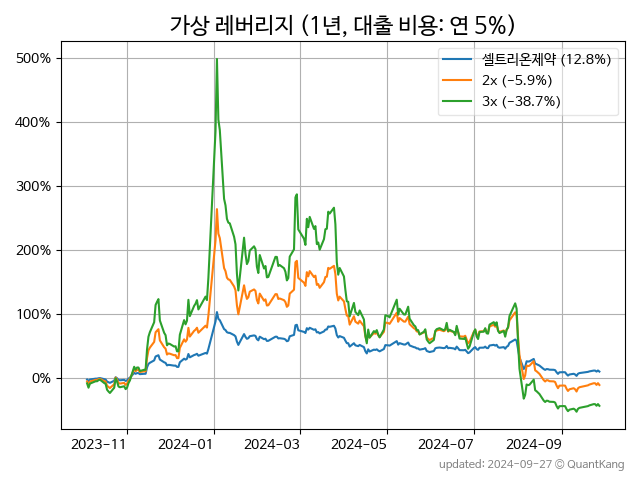 가상 레버리지 (1년, 대출 비용: 연 5%)
500%
400%
300%
200%
100%
0%
셀트리온제약 (12.8%)
2x (−5.9%)
3x (−38.7%)
2023-11
2024-01
2024-03
2024-05
2024-07
2024-09
updated: 2024-09-27 © QuantKang